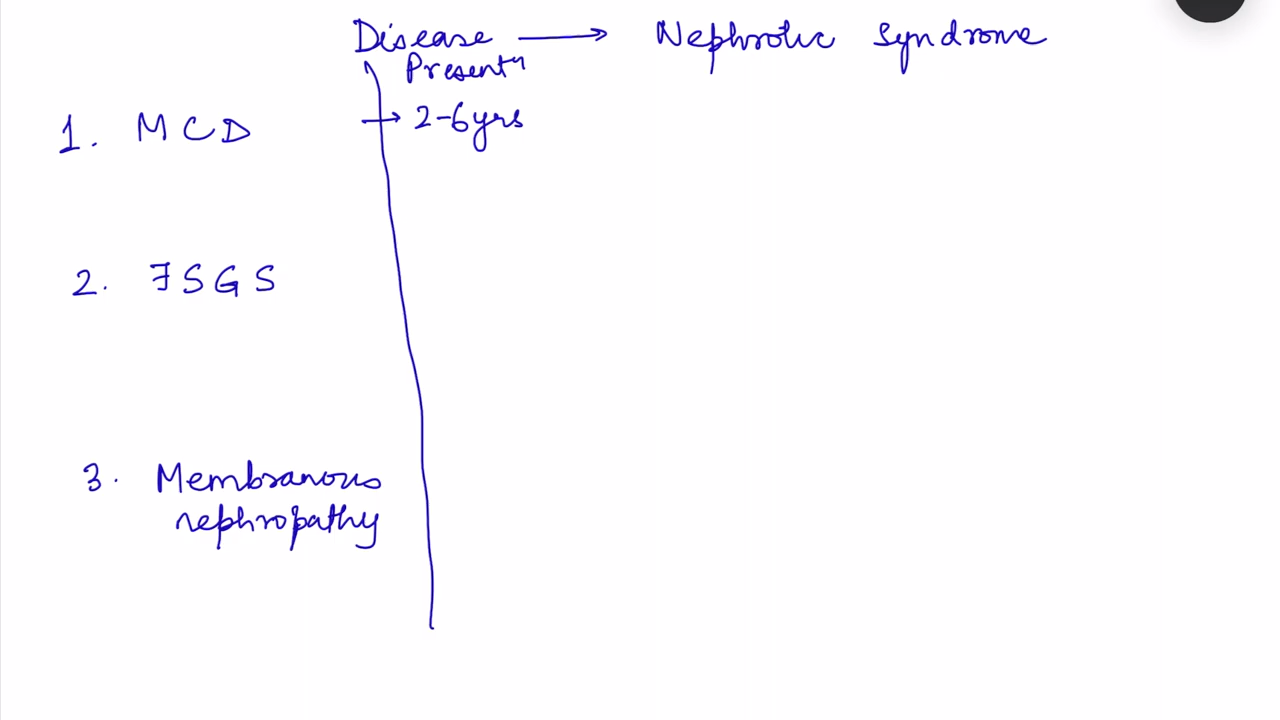 Disease → Nephrotic Syndrome
Presentⁿ
1. MCD → 2-6yrs
2. FSGS
3. Membranous
nephropathy